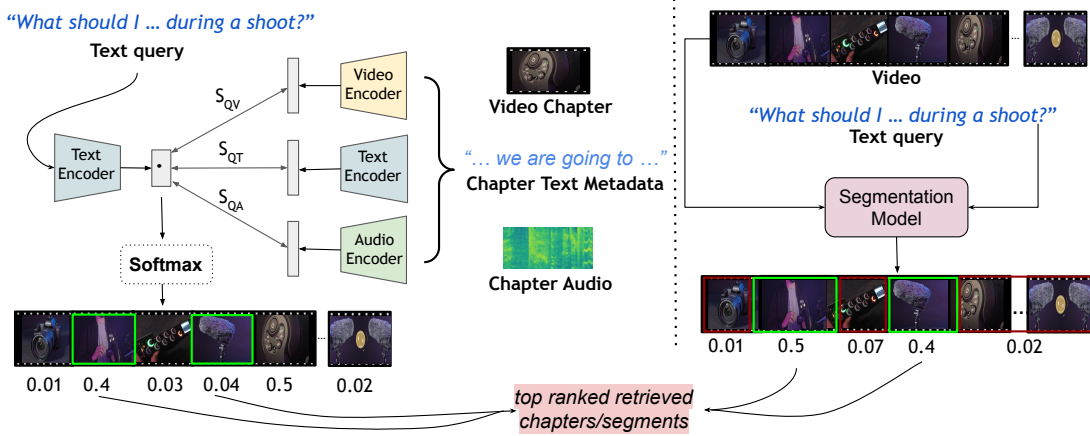 “What should I ... during a shoot?”
Text query
Text
Encoder
S_QV
S_QT
S_QA
Video
Encoder
Text
Encoder
Audio
Encoder
Softmax
Video Chapter
“... we are going to ...”
Chapter Text Metadata
Chapter Audio
...
0.01 0.4 0.03 0.04 0.5 0.02
...
Video
“What should I ... during a shoot?”
Text query
Segmentation
Model
...
0.01 0.5 0.07 0.4 0.02
top ranked retrieved
chapters/segments